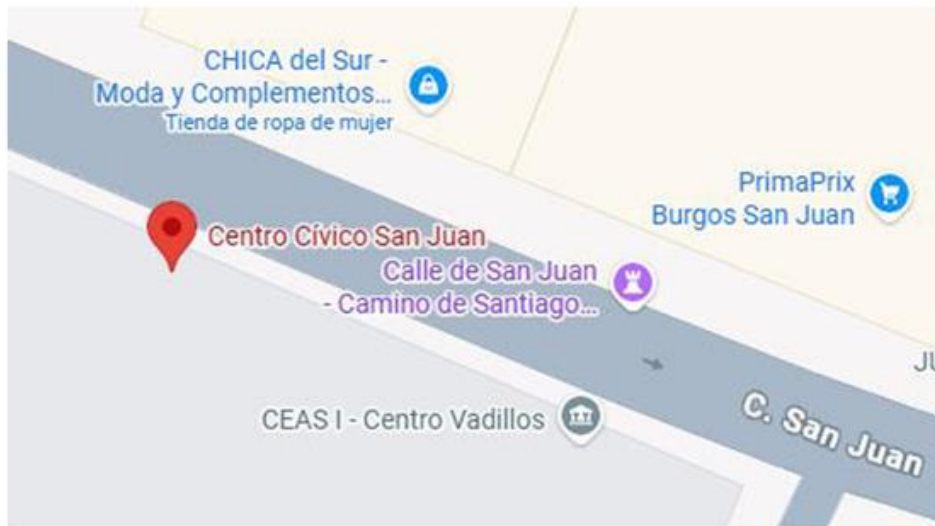 CHICA del Sur -
Moda y Complementos...
Tienda de ropa de mujer
PrimaPrix
Burgos San Juan
Centro Cívico San Juan
Calle de San Juan
- Camino de Santiago...
JU
CEAS I - Centro Vadillos
C. San Juan